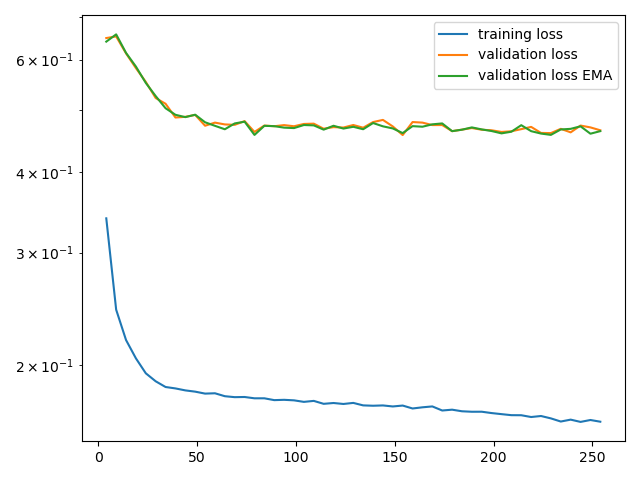 training loss
validation loss
validation loss EMA
6 × 10⁻¹
4 × 10⁻¹
3 × 10⁻¹
2 × 10⁻¹
0 50 100 150 200 250